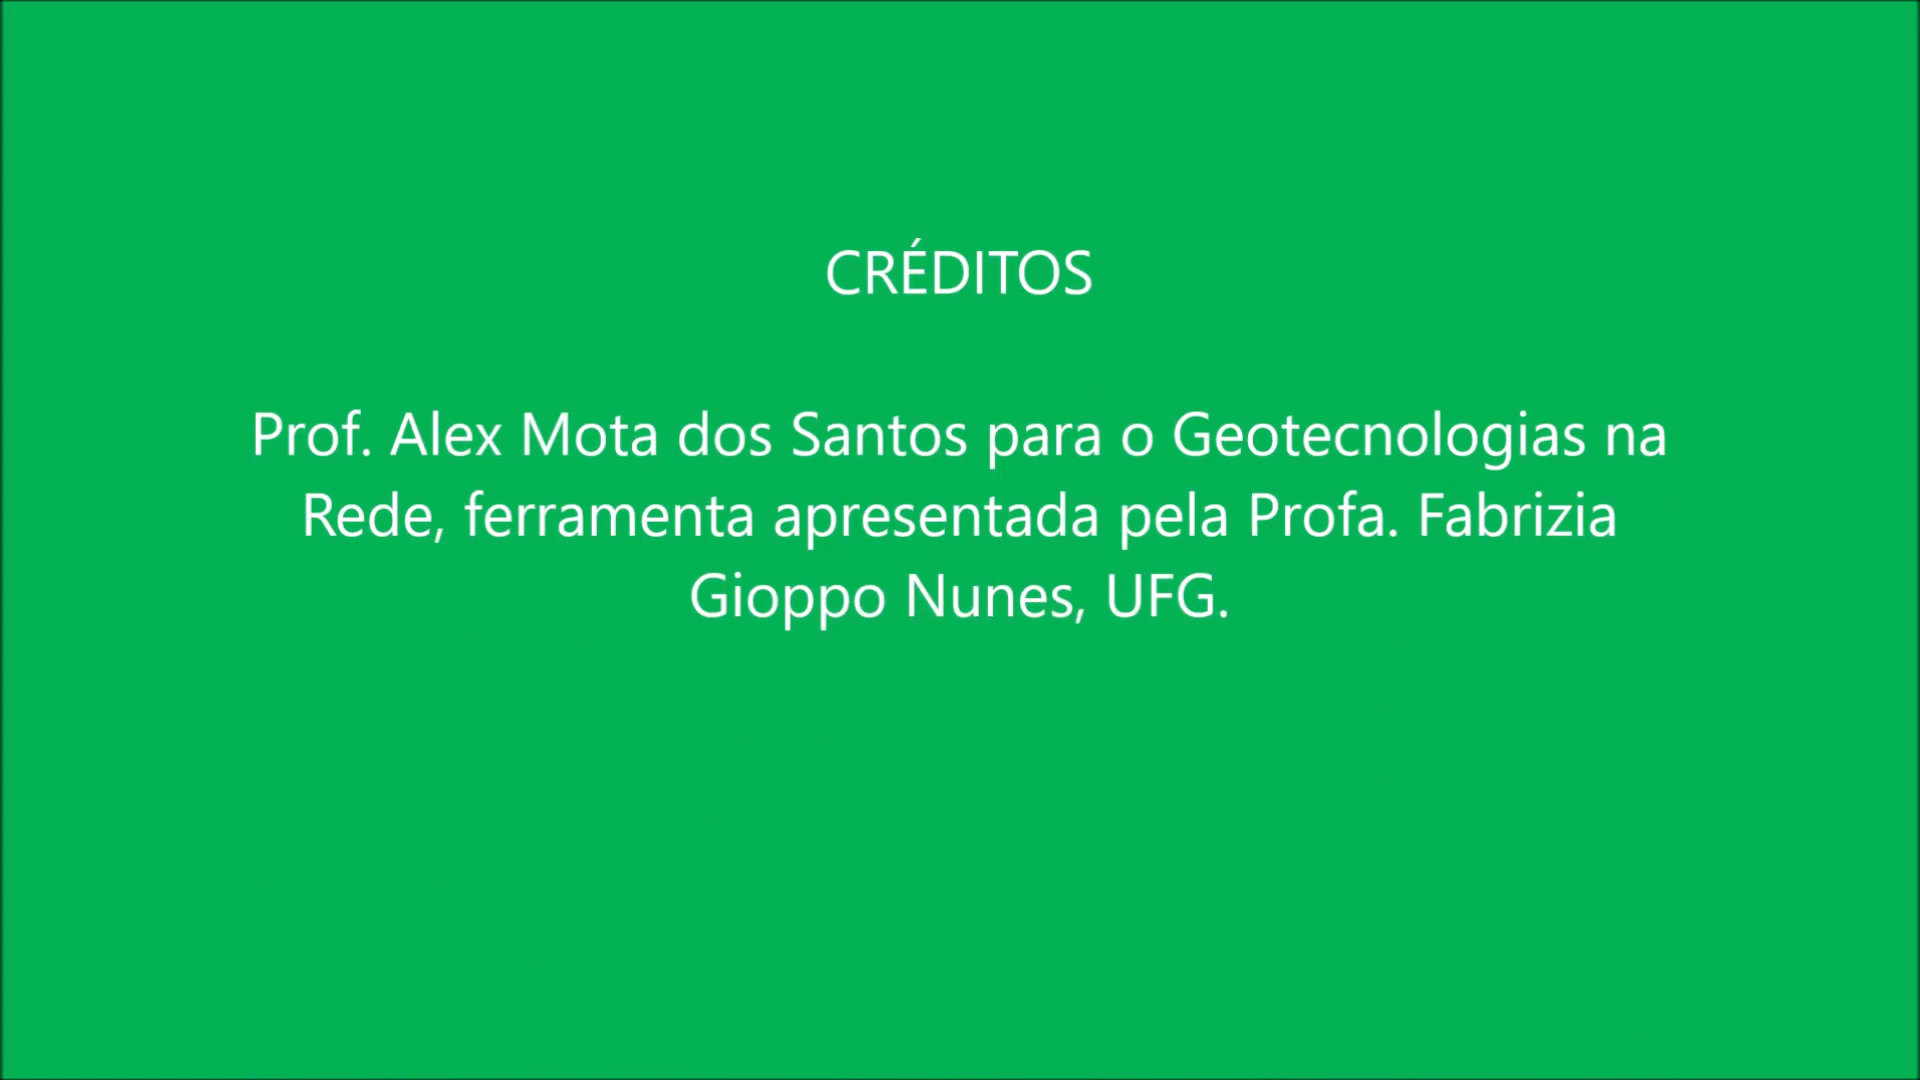 CRÉDITOS
Prof. Alex Mota dos Santos para o Geotecnologias na
Rede, ferramenta apresentada pela Profa. Fabrizia
Gioppo Nunes, UFG.